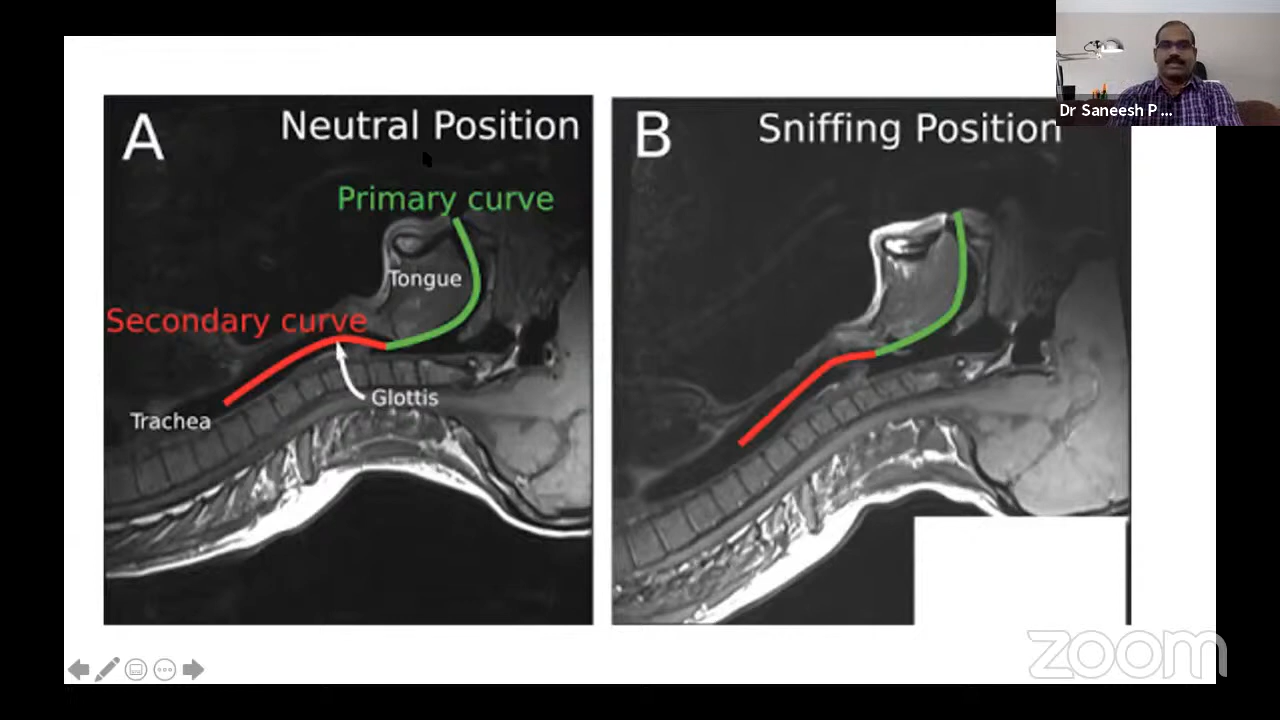 A
Neutral Position
Primary curve
Tongue
Secondary curve
Glottis
Trachea
B
Sniffing Position
Dr Saneesh P ...
zoom